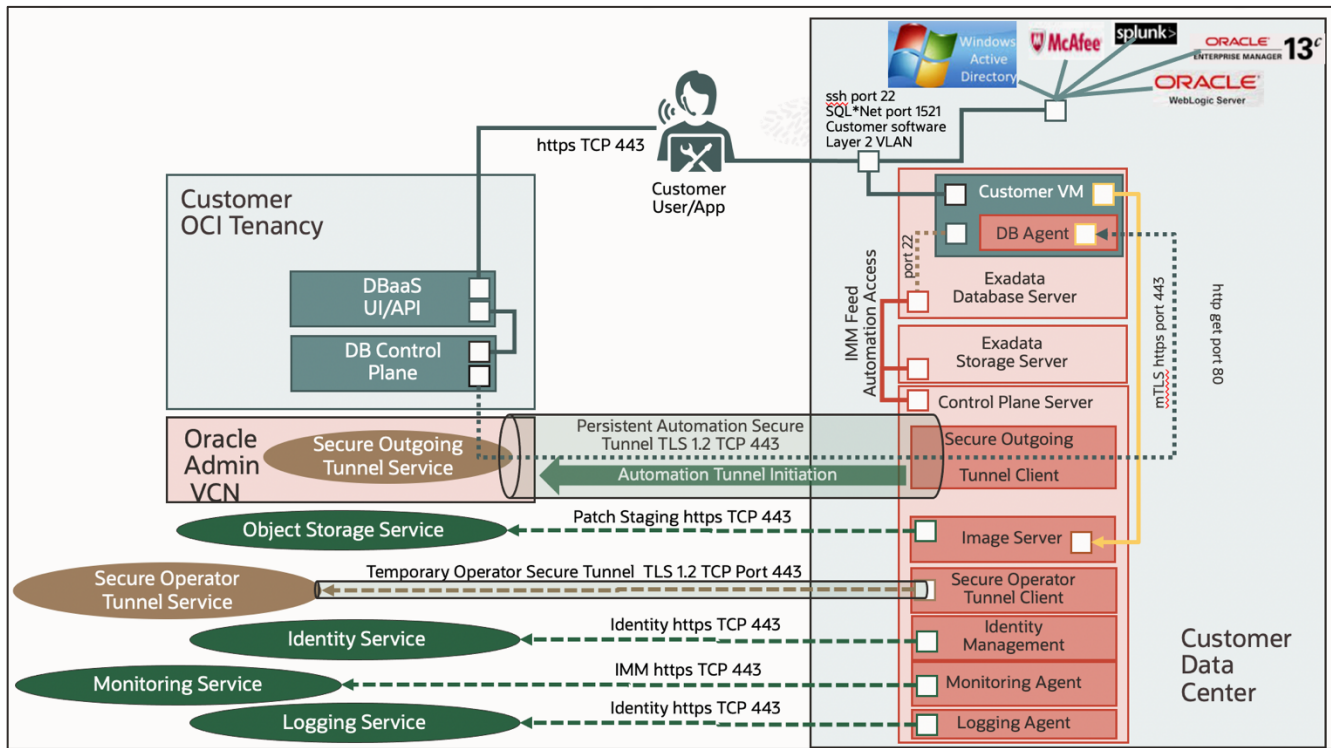 Windows
Active
Directory
McAfee
splunk>
ORACLE
ENTERPRISE MANAGER 13c
ORACLE
WebLogic Server
ssh port 22
SQL*Net port 1521
Customer software
Layer 2 VLAN
https TCP 443
Customer
User/App
Customer
OCI Tenancy
DBaaS
UI/API
DB Control
Plane
Customer VM
DB Agent
port 22
Exadata
Database Server
IMM Feed
Automation Access
mTLS https port 443
http get port 80
Exadata
Storage Server
Control Plane Server
Oracle
Admin
VCN
Secure Outgoing
Tunnel Service
Persistent Automation Secure
Tunnel TLS 1.2 TCP 443
Automation Tunnel Initiation
Secure Outgoing
Tunnel Client
Object Storage Service
Patch Staging https TCP 443
Image Server
Secure Operator
Tunnel Service
Temporary Operator Secure Tunnel TLS 1.2 TCP Port 443
Secure Operator
Tunnel Client
Identity Service
Identity https TCP 443
Identity
Management
Monitoring Service
IMM https TCP 443
Monitoring Agent
Logging Service
Identity https TCP 443
Logging Agent
Customer
Data
Center